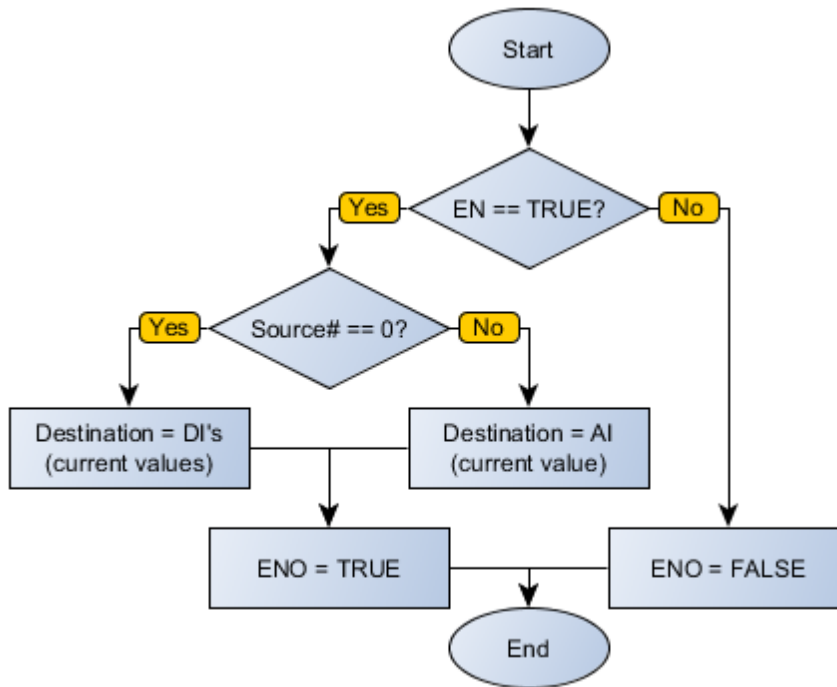 Start
EN == TRUE?
Yes
No
Source# == 0?
Yes
No
Destination = DI's
(current values)
Destination = AI
(current value)
ENO = TRUE
ENO = FALSE
End